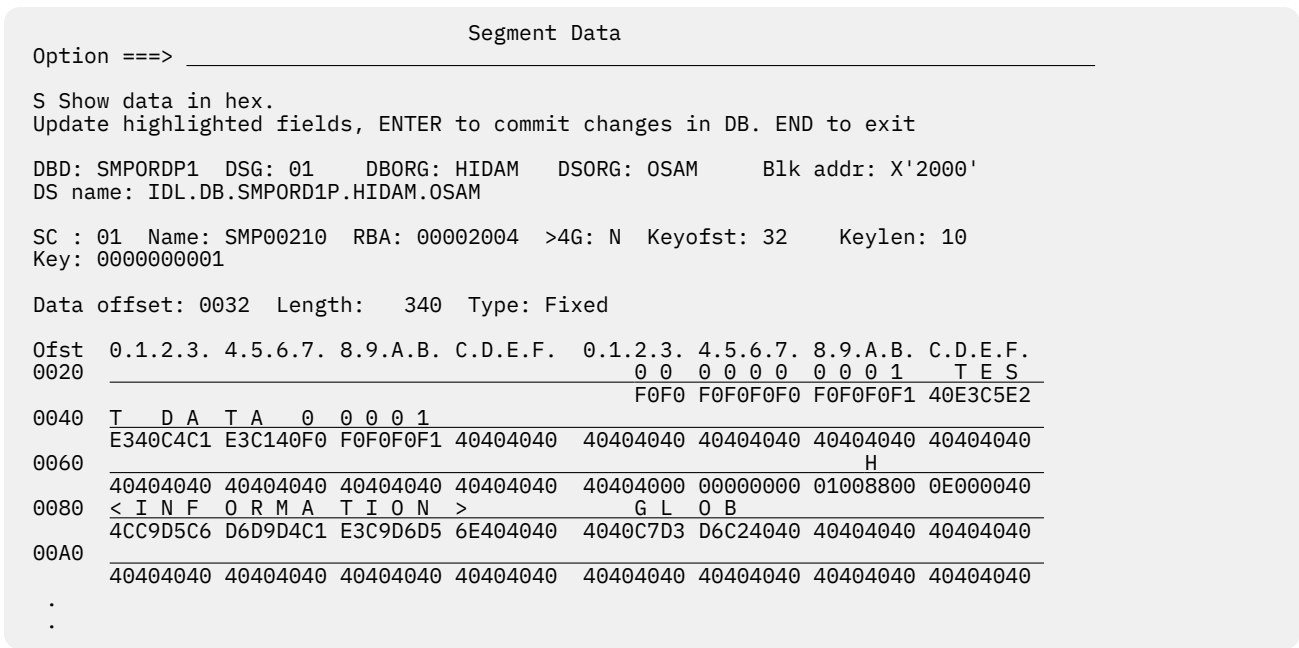 Segment Data
Option ===>
S Show data in hex.
Update highlighted fields, ENTER to commit changes in DB. END to exit
DBD: SMPORDP1  DSG: 01    DBORG: HIDAM   DSORG: OSAM     Blk addr: X'2000'
DS name: IDL.DB.SMPORD1P.HIDAM.OSAM
SC : 01  Name: SMP00210  RBA: 00002004  >4G: N  Keyofst: 32    Keylen: 10
Key: 0000000001
Data offset: 0032  Length:   340  Type: Fixed
Ofst  0.1.2.3. 4.5.6.7. 8.9.A.B. C.D.E.F.  0.1.2.3. 4.5.6.7. 8.9.A.B. C.D.E.F.
0020                                           0 0  0 0 0 0  0 0 0 1    T E S
F0F0 F0F0F0F0 F0F0F0F1 40E3C5E2
0040  T   D A  T A   0  0 0 0 1
E340C4C1 E3C140F0 F0F0F0F1 40404040  40404040 40404040 40404040 40404040
0060                                                             H
40404040 40404040 40404040 40404040  40404000 00000000 01008800 0E000040
0080  < I N F  O R M A  T I O N  >             G L  O B
4CC9D5C6 D6D9D4C1 E3C9D6D5 6E404040  4040C7D3 D6C24040 40404040 40404040
00A0
40404040 40404040 40404040 40404040  40404040 40404040 40404040 40404040
.
.